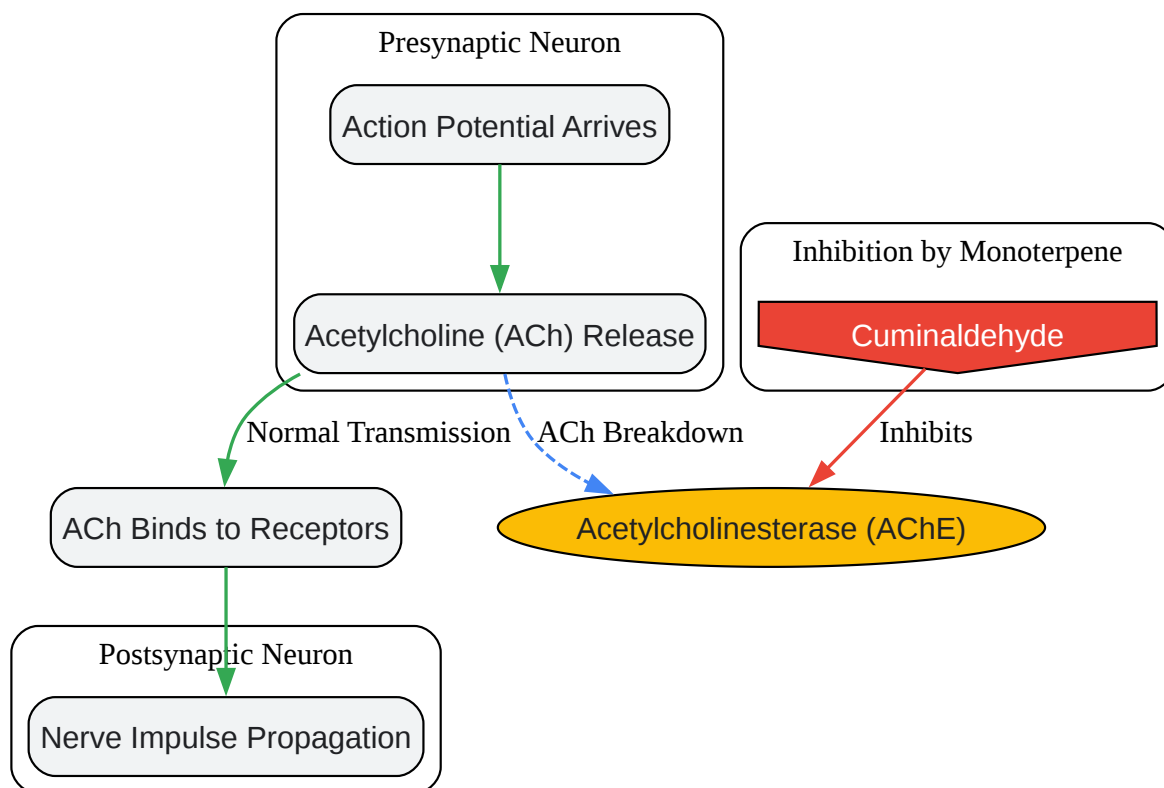 Presynaptic Neuron
Action Potential Arrives
Inhibition by Monoterpene
Acetylcholine (ACh) Release
Cuminaldehyde
Normal Transmission
ACh Breakdown
Inhibits
ACh Binds to Receptors
Acetylcholinesterase (AChE)
Postsynaptic Neuron
Nerve Impulse Propagation